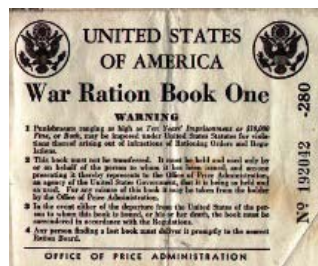 UNITED STATES
OF AMERICA
War Ration Book One
WARNING
1 Punishments ranging as high as Ten Years' Imprisonment or $10,000
Fine, or Both, may be imposed under United States Statutes for viola-
tions thereof arising out of infractions of Rationing Orders and Regu-
lations.
2 This book must not be transferred. It must be held and used only by
or on behalf of the person to whom it has been issued, and anyone
presenting it thereby represents to the Office of Price Administration,
an agency of the United States Government, that it is being so held and
so used. For any misuse of this book it may be taken from the holder
by the Office of Price Administration.
3 In the event either of the departure from the United States of the per-
son to whom this book is issued, or his or her death, the book must be
surrendered in accordance with the Regulations.
4 Any person finding a lost book must deliver it promptly to the nearest
Ration Board.
OFFICE OF PRICE ADMINISTRATION
№ 192042 -280